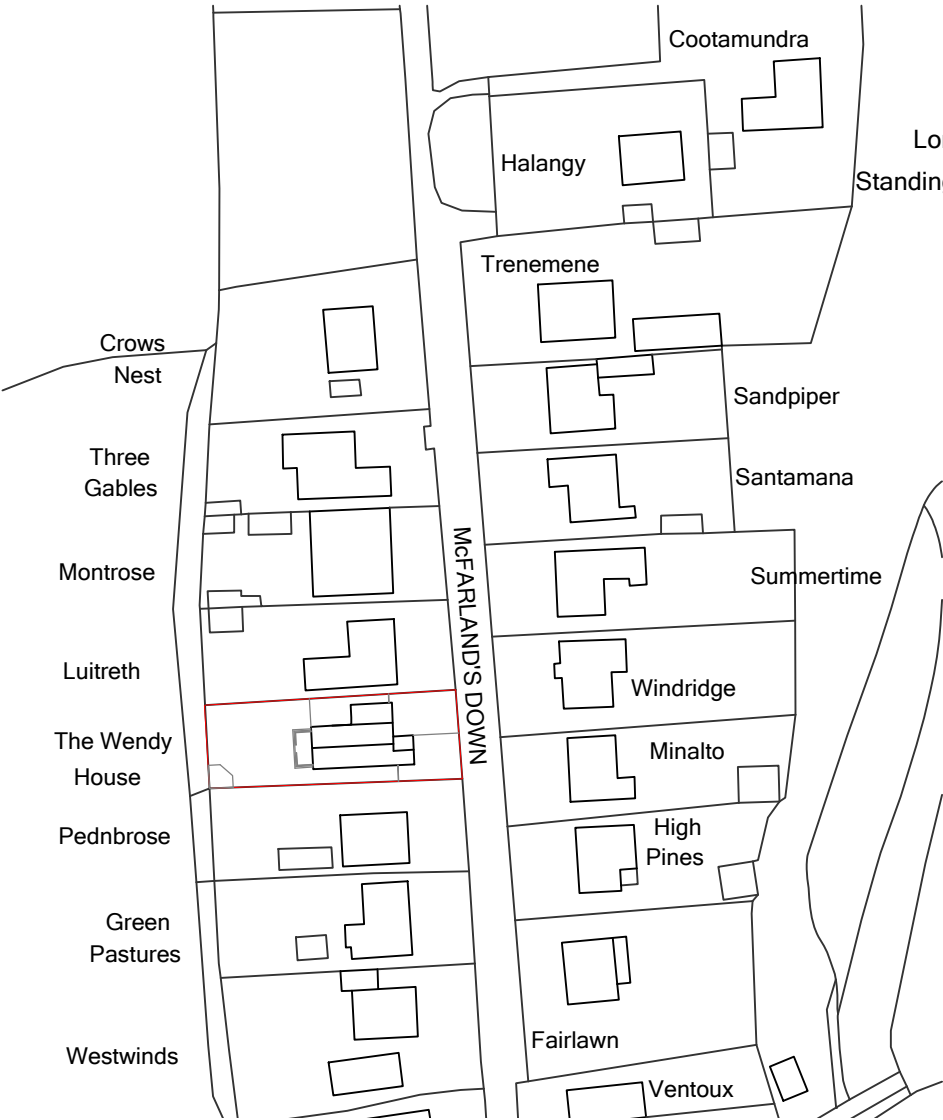 Cootamundra
Halangy
Standing
Trenemene
Crows
Nest
Sandpiper
Three
Gables
Santamana
McFARLAND'S DOWN
Montrose
Summertime
Luitreth
Windridge
The Wendy
House
Minalto
Pednbrose
High
Pines
Green
Pastures
Fairlawn
Westwinds
Ventoux